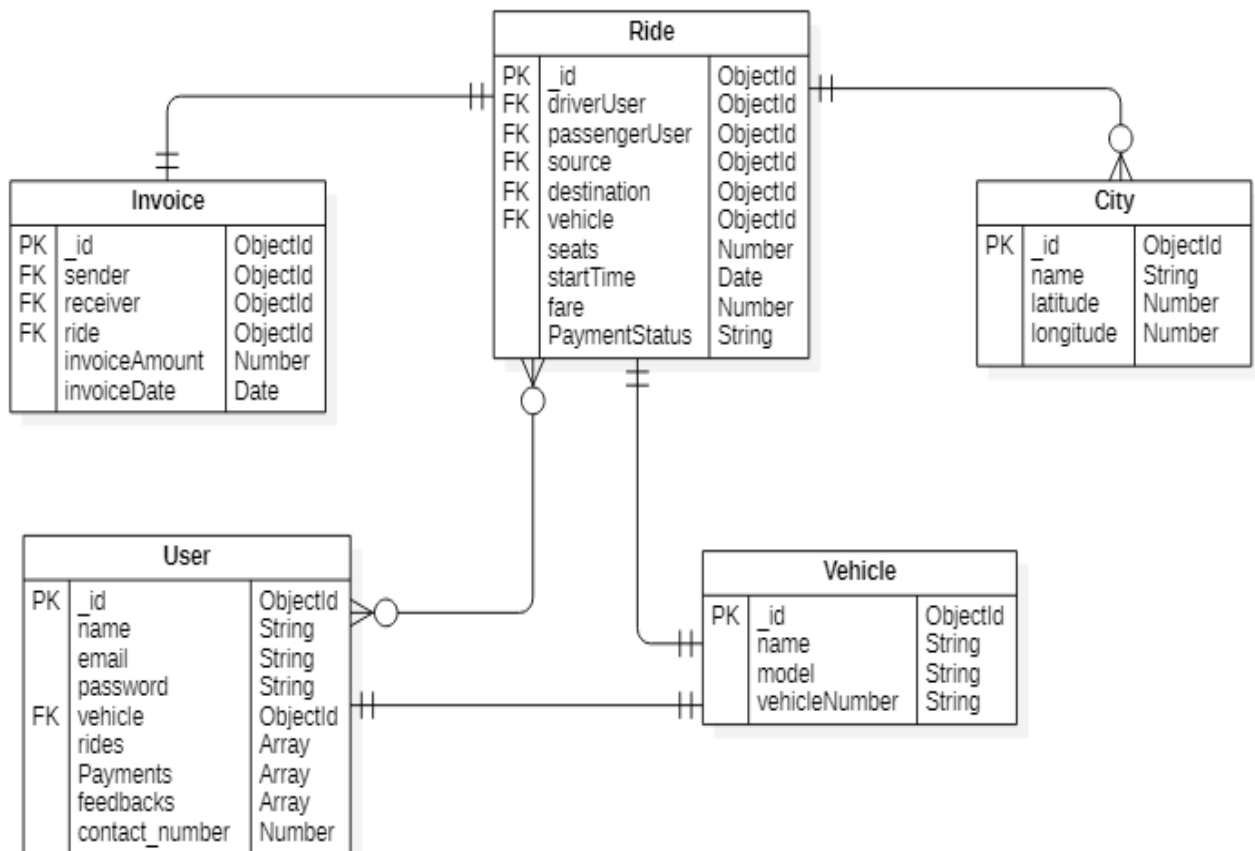 Ride
PK _id ObjectId
FK driverUser ObjectId
FK passengerUser ObjectId
FK source ObjectId
FK destination ObjectId
FK vehicle ObjectId
seats Number
startTime Date
fare Number
PaymentStatus String
Invoice
PK _id ObjectId
FK sender ObjectId
FK receiver ObjectId
FK ride ObjectId
invoiceAmount Number
invoiceDate Date
City
PK _id ObjectId
name String
latitude Number
longitude Number
User
PK _id ObjectId
name String
email String
password String
FK vehicle ObjectId
rides Array
Payments Array
feedbacks Array
contact_number Number
Vehicle
PK _id ObjectId
name String
model String
vehicleNumber String